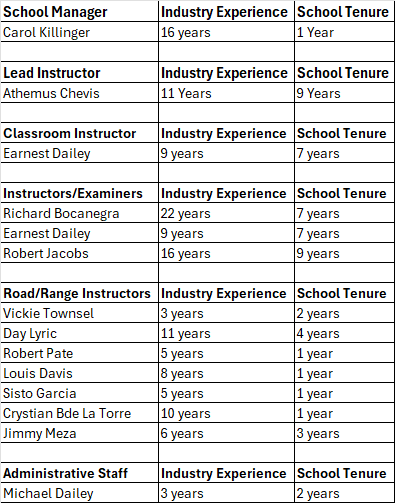 School Manager Industry Experience School Tenure
Carol Killinger 16 years 1 Year
Lead Instructor Industry Experience School Tenure
Athemus Chevis 11 Years 9 Years
Classroom Instructor Industry Experience School Tenure
Earnest Dailey 9 years 7 years
Instructors/Examiners Industry Experience School Tenure
Richard Bocanegra 22 years 7 years
Earnest Dailey 9 years 7 years
Robert Jacobs 16 years 9 years
Road/Range Instructors Industry Experience School Tenure
Vickie Townsel 3 years 2 years
Day Lyric 11 years 4 years
Robert Pate 5 years 1 year
Louis Davis 8 years 1 year
Sisto Garcia 5 years 1 year
Crystian Bde La Torre 10 years 1 year
Jimmy Meza 6 years 3 years
Administrative Staff Industry Experience School Tenure
Michael Dailey 3 years 2 years